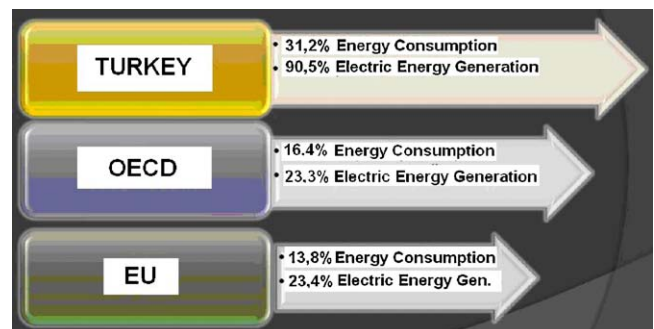 TURKEY
• 31,2% Energy Consumption
• 90,5% Electric Energy Generation
OECD
• 16.4% Energy Consumption
• 23.3% Electric Energy Generation
EU
• 13,8% Energy Consumption
• 23,4% Electric Energy Gen.